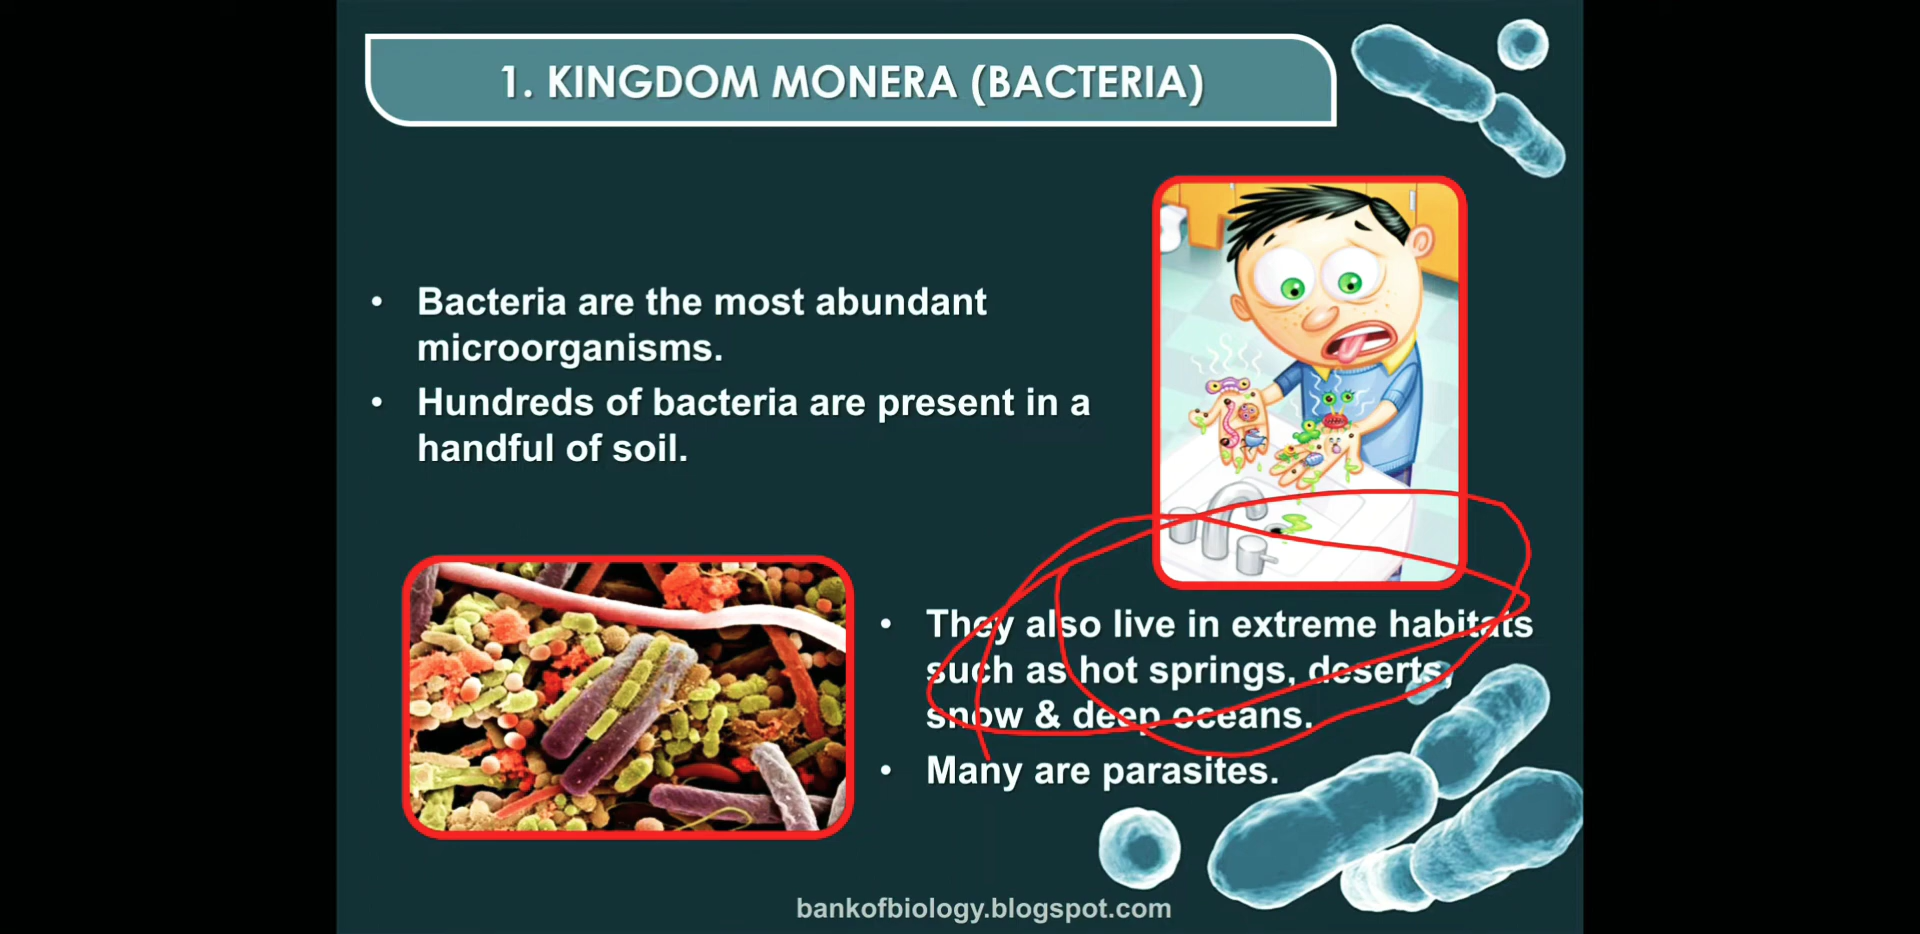 1. KINGDOM MONERA (BACTERIA)
• Bacteria are the most abundant
microorganisms.
• Hundreds of bacteria are present in a
handful of soil.
• They also live in extreme habitats
such as hot springs, deserts,
snow & deep oceans.
• Many are parasites.
bankofbiology.blogspot.com